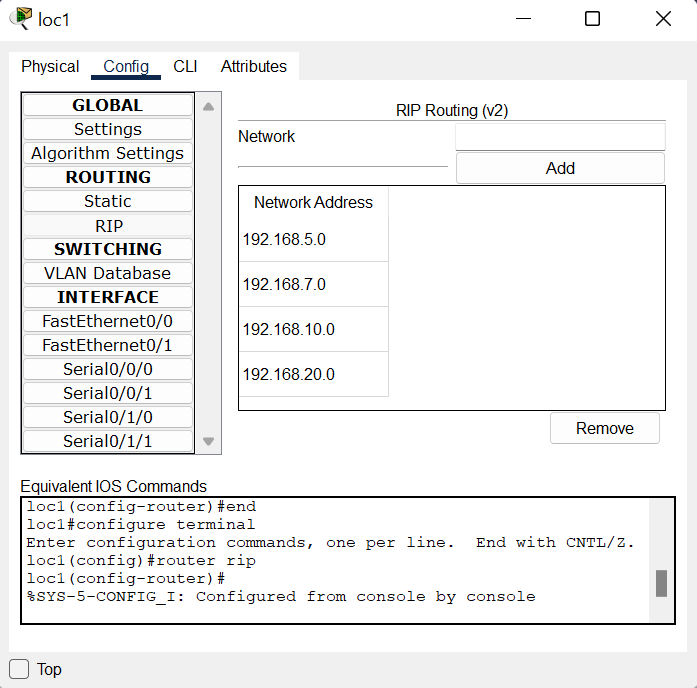 loc1
Physical Config CLI Attributes
GLOBAL
Settings
Algorithm Settings
ROUTING
Static
RIP
SWITCHING
VLAN Database
INTERFACE
FastEthernet0/0
FastEthernet0/1
Serial0/0/0
Serial0/0/1
Serial0/1/0
Serial0/1/1
RIP Routing (v2)
Network
Add
Network Address
192.168.5.0
192.168.7.0
192.168.10.0
192.168.20.0
Remove
Equivalent IOS Commands
loc1(config-router)#end
loc1#configure terminal
Enter configuration commands, one per line.  End with CNTL/Z.
loc1(config)#router rip
loc1(config-router)#
%SYS-5-CONFIG_I: Configured from console by console
Top